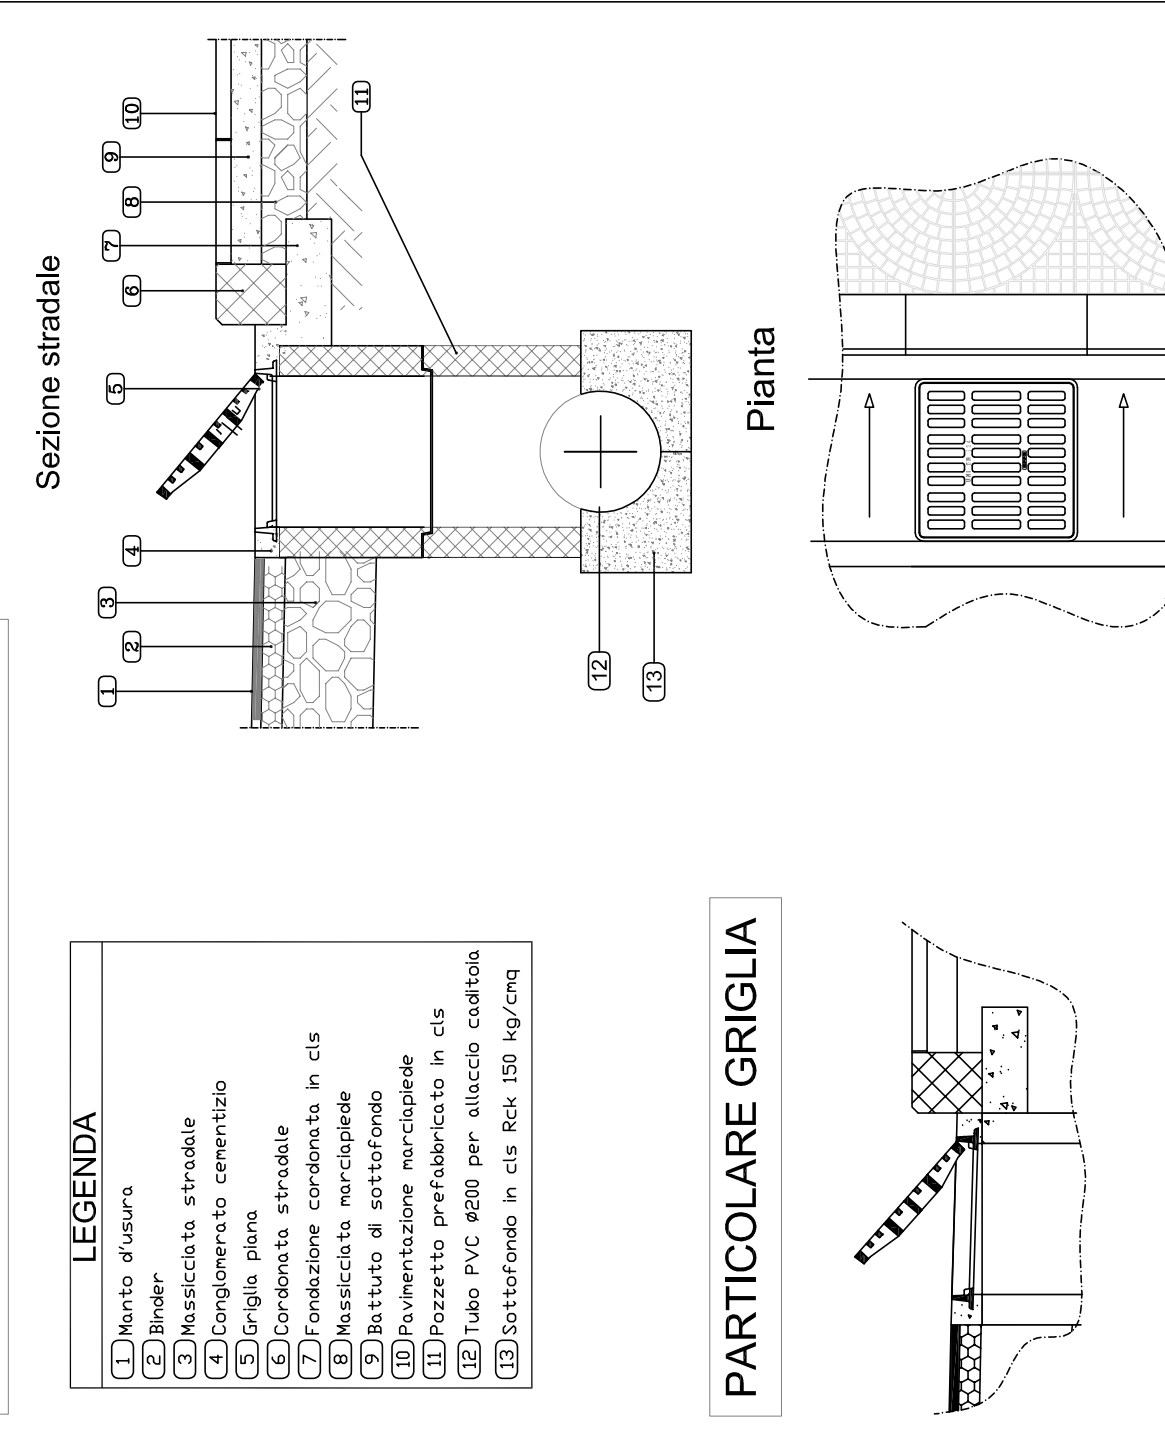 LEGENDA
1 Manto d'usura
2 Binder
3 Massicciata stradale
4 Conglomerato cementizio
5 Griglia piana
6 Cordonata stradale
7 Fondazione cordonata in cls
8 Massicciata marciapiede
9 Battuto di sottofondo
10 Pavimentazione marciapiede
11 Pozzetto prefabbricato in cls
12 Tubo PVC Ø200 per allaccio caditoia
13 Sottofondo in cls Rck 150 kg/cmq
Sezione stradale
1
2
3
4
5
6
7
8
9
10
11
12
13
PARTICOLARE GRIGLIA
Pianta